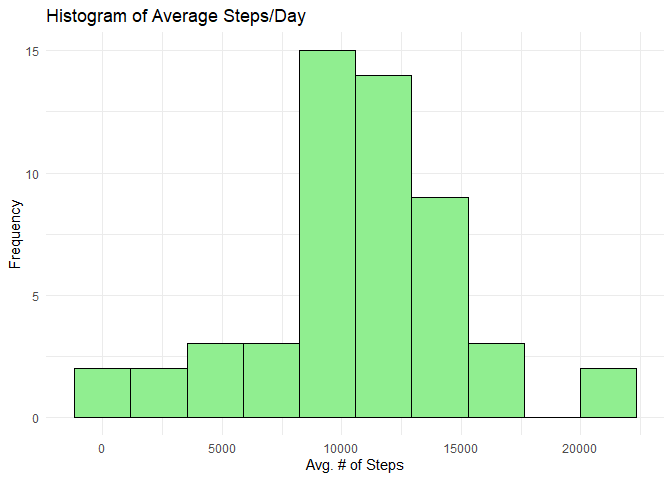 Histogram of Average Steps/Day
15
10
5
0
Frequency
0 5000 10000 15000 20000
Avg. # of Steps